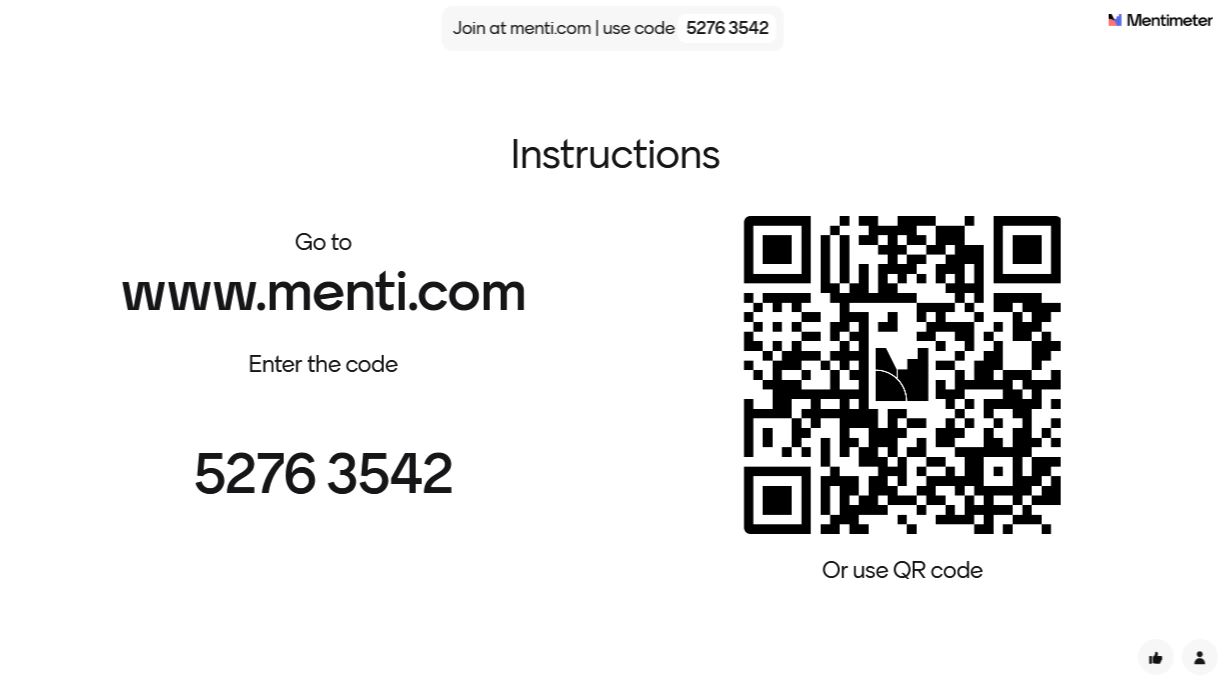 Join at menti.com | use code 5276 3542
Mentimeter
Instructions
Go to
www.menti.com
Enter the code
5276 3542
Or use QR code